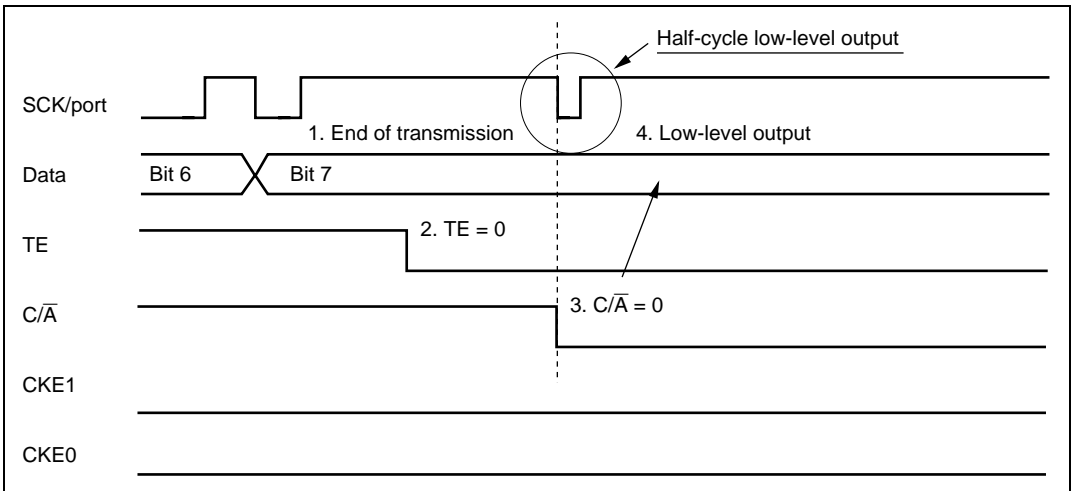 Half-cycle low-level output
SCK/port
1. End of transmission
4. Low-level output
Data
Bit 6
Bit 7
TE
2. TE = 0
C/A̅
3. C/A̅ = 0
CKE1
CKE0